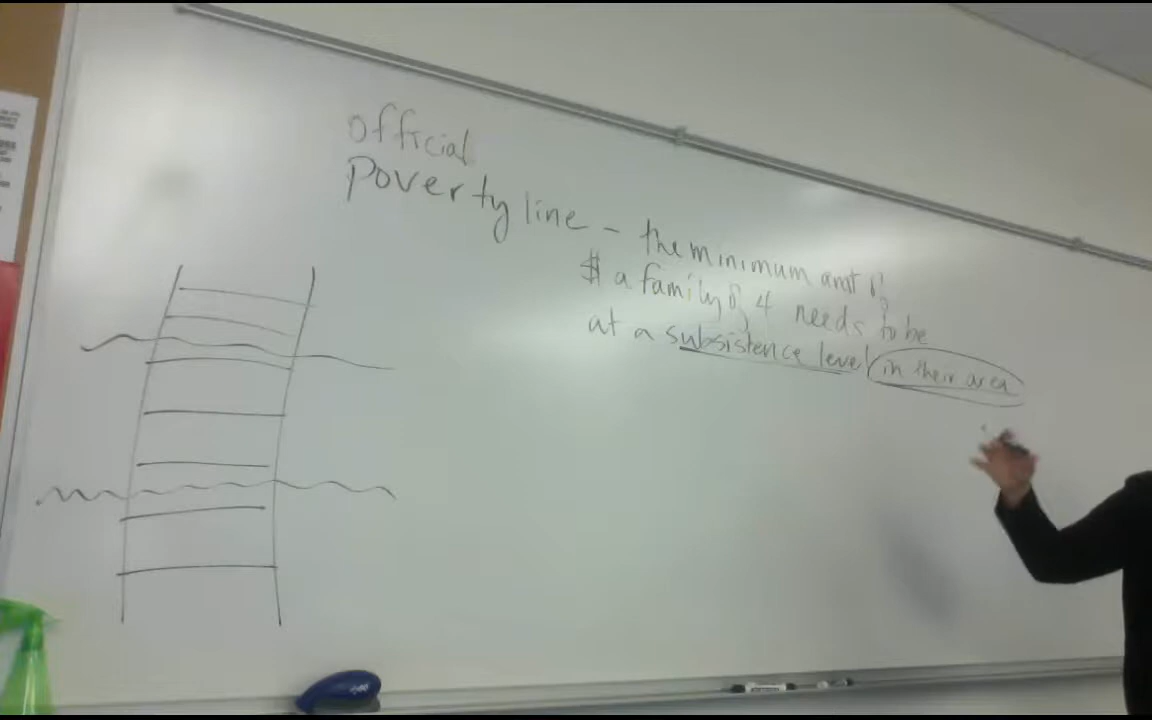 official
Poverty line - the minimum amt of
$ a family of 4 needs to be
at a subsistence level in their area